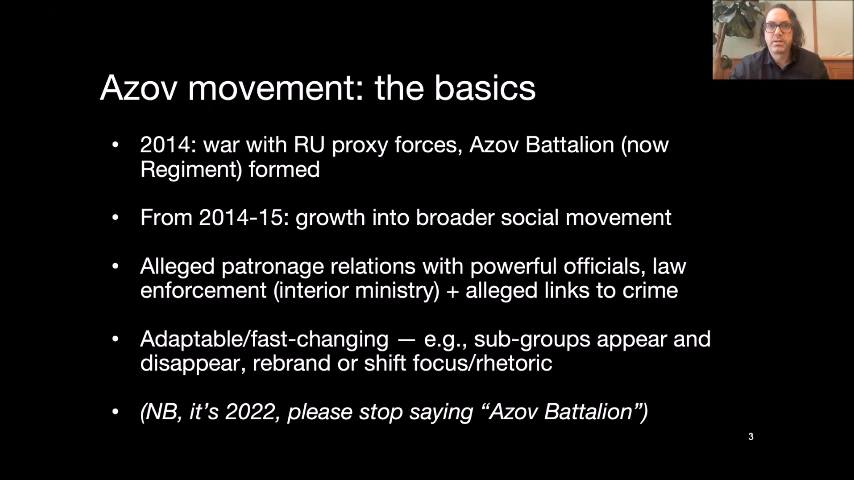 Azov movement: the basics
• 2014: war with RU proxy forces, Azov Battalion (now
Regiment) formed
• From 2014-15: growth into broader social movement
• Alleged patronage relations with powerful officials, law
enforcement (interior ministry) + alleged links to crime
• Adaptable/fast-changing — e.g., sub-groups appear and
disappear, rebrand or shift focus/rhetoric
• (NB, it’s 2022, please stop saying “Azov Battalion”)
3